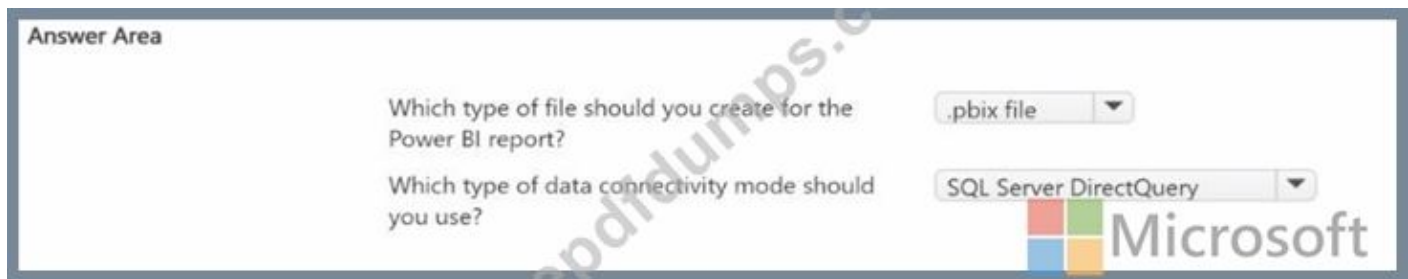 Answer Area
Which type of file should you create for the
Power BI report?
.pbix file
Which type of data connectivity mode should
you use?
SQL Server DirectQuery
Microsoft
pdfdumps.c